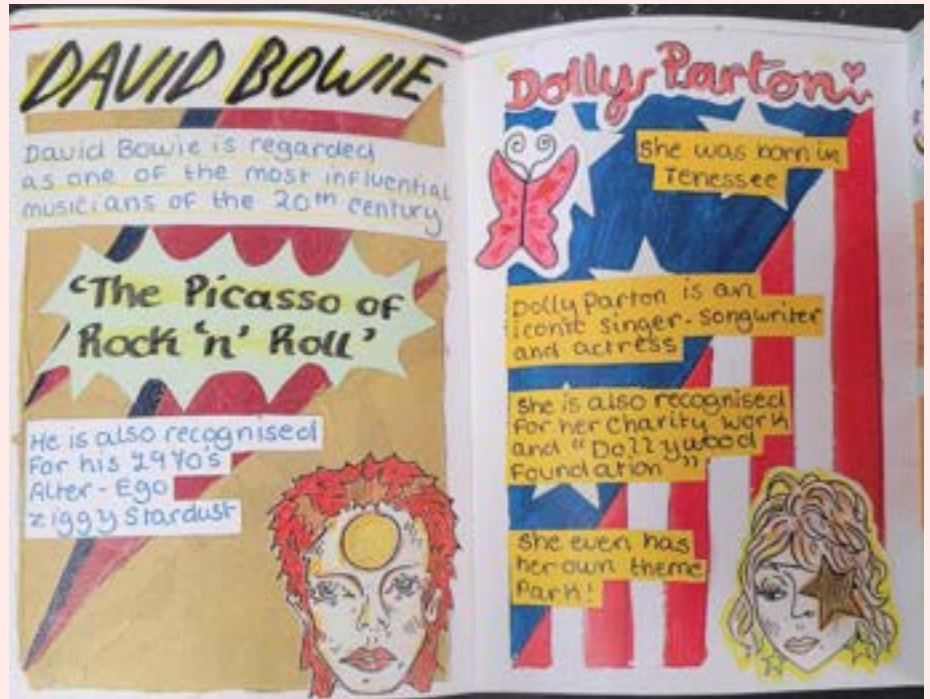 DAVID BOWIE
David Bowie is regarded
as one of the most influential
musicians of the 20th century
‘The Picasso of
Rock ‘n’ Roll’
He is also recognised
For his 1970's
Alter-Ego
Ziggy Stardust
Dolly Parton
She was born in
Tenessee
Dolly Parton is an
iconic singer-songwriter
and actress
She is also recognised
for her charity work
and "Dollywood
Foundation"
She even has
her own theme
Park!